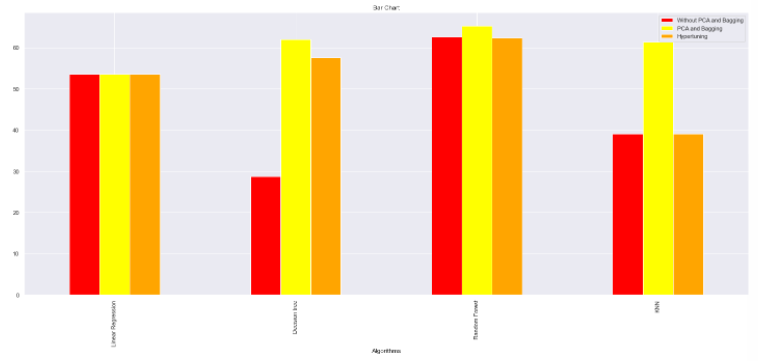 Bar Chart
Without PCA and Bagging
PCA and Bagging
Hypertuning
60
50
40
30
20
10
0
Linear Regression
Decision tree
Random Forest
KNN
Algorithms